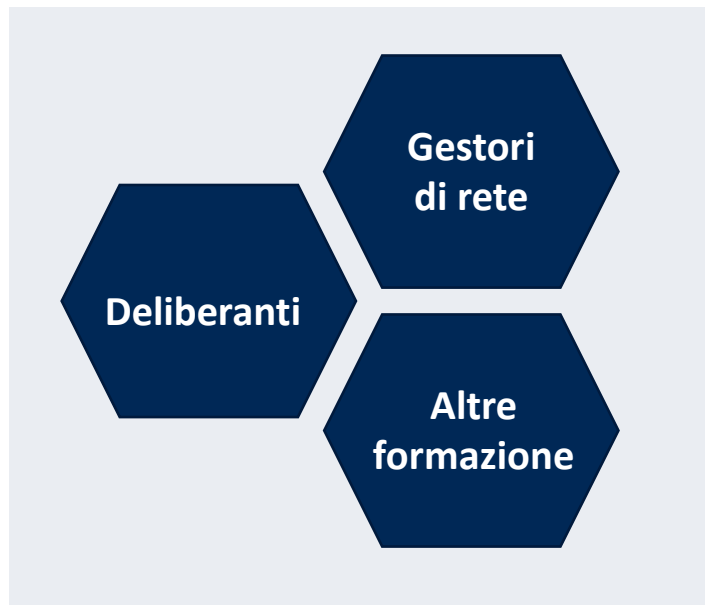 Gestori
di rete
Deliberanti
Altre
formazione